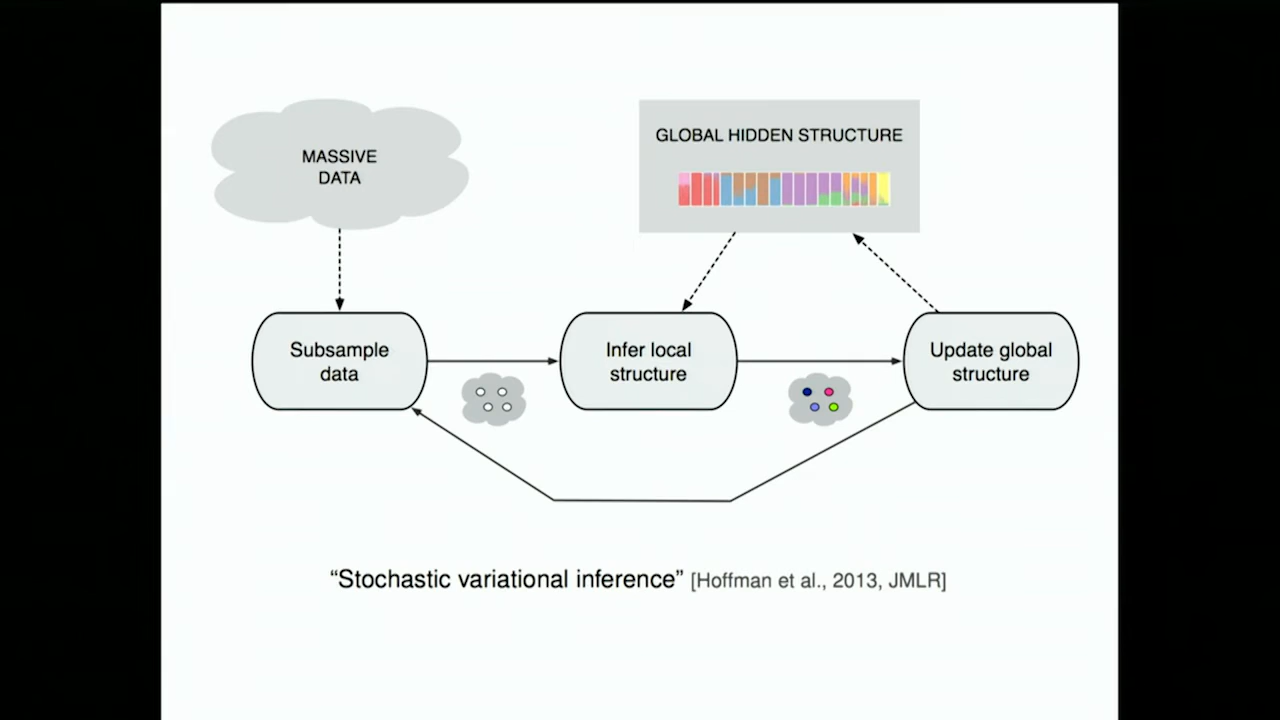 MASSIVE
DATA
GLOBAL HIDDEN STRUCTURE
Subsample
data
Infer local
structure
Update global
structure
“Stochastic variational inference” [Hoffman et al., 2013, JMLR]